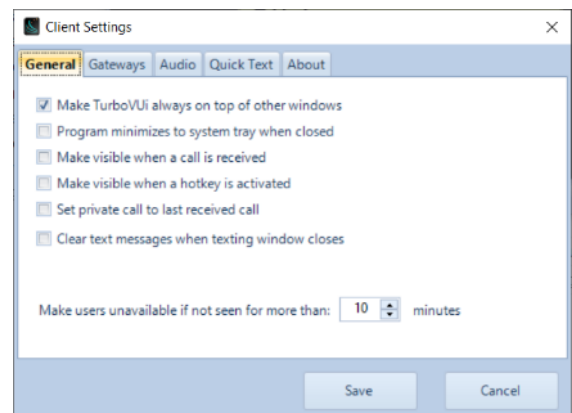 Client Settings
General Gateways Audio Quick Text About
Make TurboVUi always on top of other windows
Program minimizes to system tray when closed
Make visible when a call is received
Make visible when a hotkey is activated
Set private call to last received call
Clear text messages when texting window closes
Make users unavailable if not seen for more than: 10 minutes
Save Cancel